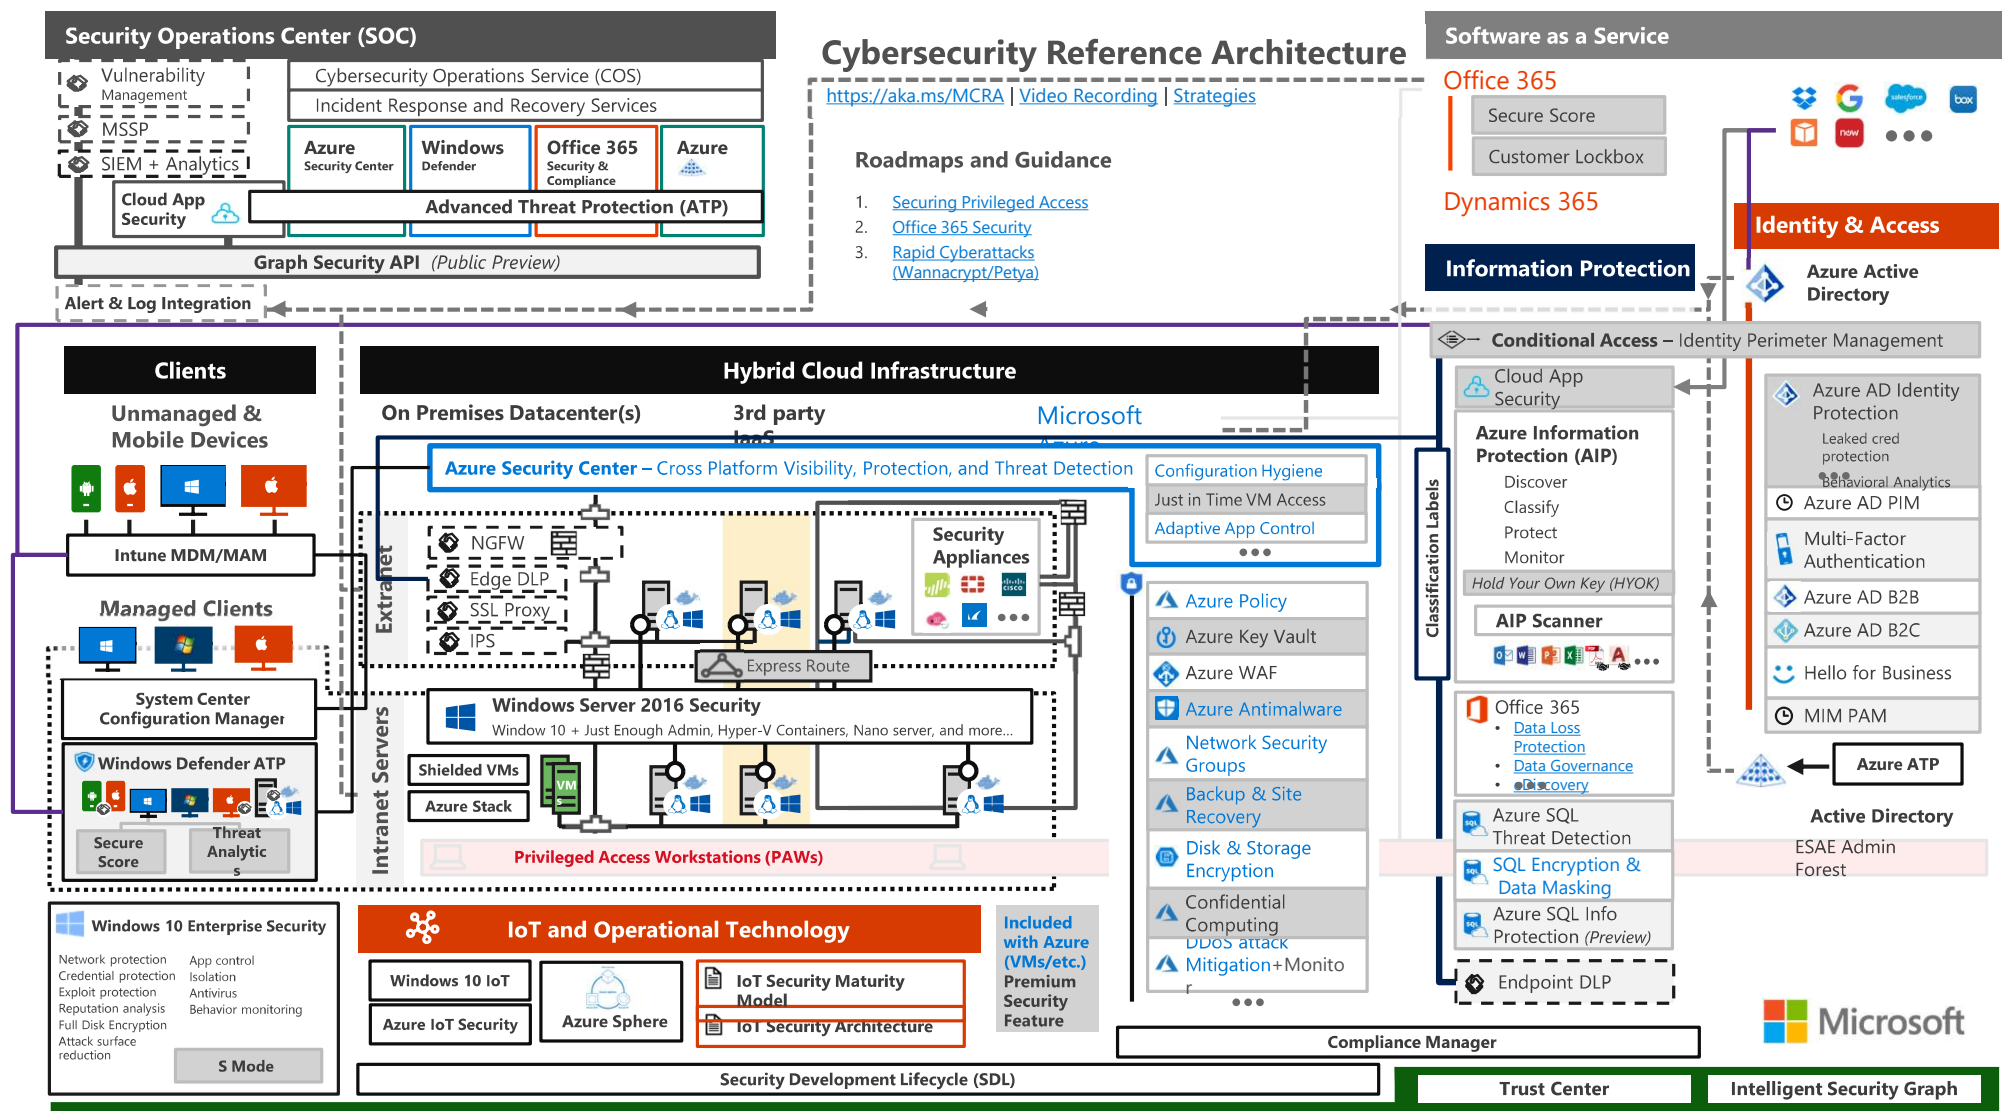 Security Operations Center (SOC)
Vulnerability
Management
MSSP
SIEM + Analytics
Cybersecurity Operations Service (COS)
Incident Response and Recovery Services
Azure
Security Center
Windows
Defender
Office 365
Security &
Compliance
Azure
Cloud App
Security
Advanced Threat Protection (ATP)
Graph Security API (Public Preview)
Alert & Log Integration
Cybersecurity Reference Architecture
https://aka.ms/MCRA | Video Recording | Strategies
Roadmaps and Guidance
1. Securing Privileged Access
2. Office 365 Security
3. Rapid Cyberattacks
(Wannacrypt/Petya)
Software as a Service
Office 365
Secure Score
Customer Lockbox
Dynamics 365
salesforce
box
now
Identity & Access
Information Protection
Azure Active
Directory
Conditional Access – Identity Perimeter Management
Clients
Unmanaged &
Mobile Devices
Intune MDM/MAM
Managed Clients
System Center
Configuration Manager
Windows Defender ATP
Secure
Score
Threat
Analytic
s
Windows 10 Enterprise Security
Network protection
Credential protection
Exploit protection
Reputation analysis
Full Disk Encryption
Attack surface
reduction
App control
Isolation
Antivirus
Behavior monitoring
S Mode
Hybrid Cloud Infrastructure
On Premises Datacenter(s)
3rd party
IaaS
Microsoft
Azure
Azure Security Center – Cross Platform Visibility, Protection, and Threat Detection
Configuration Hygiene
Just in Time VM Access
Adaptive App Control
Extranet
NGFW
Edge DLP
SSL Proxy
IPS
Security
Appliances
CISCO
Express Route
Intranet Servers
Windows Server 2016 Security
Window 10 + Just Enough Admin, Hyper-V Containers, Nano server, and more...
Shielded VMs
Azure Stack
VM
s
Privileged Access Workstations (PAWs)
Azure Policy
Azure Key Vault
Azure WAF
Azure Antimalware
Network Security
Groups
Backup & Site
Recovery
Disk & Storage
Encryption
Confidential
Computing
DDoS attack
Mitigation+Monito
r
Classification Labels
Cloud App
Security
Azure Information
Protection (AIP)
Discover
Classify
Protect
Monitor
Hold Your Own Key (HYOK)
AIP Scanner
Office 365
• Data Loss
Protection
• Data Governance
• eDiscovery
Azure SQL
Threat Detection
SQL Encryption &
Data Masking
Azure SQL Info
Protection (Preview)
Endpoint DLP
Azure AD Identity
Protection
Leaked cred
protection
Behavioral Analytics
Azure AD PIM
Multi-Factor
Authentication
Azure AD B2B
Azure AD B2C
Hello for Business
MIM PAM
Azure ATP
Active Directory
ESAE Admin
Forest
IoT and Operational Technology
Windows 10 IoT
Azure IoT Security
Azure Sphere
IoT Security Maturity
Model
IoT Security Architecture
Included
with Azure
(VMs/etc.)
Premium
Security
Feature
Microsoft
Compliance Manager
Security Development Lifecycle (SDL)
Trust Center
Intelligent Security Graph